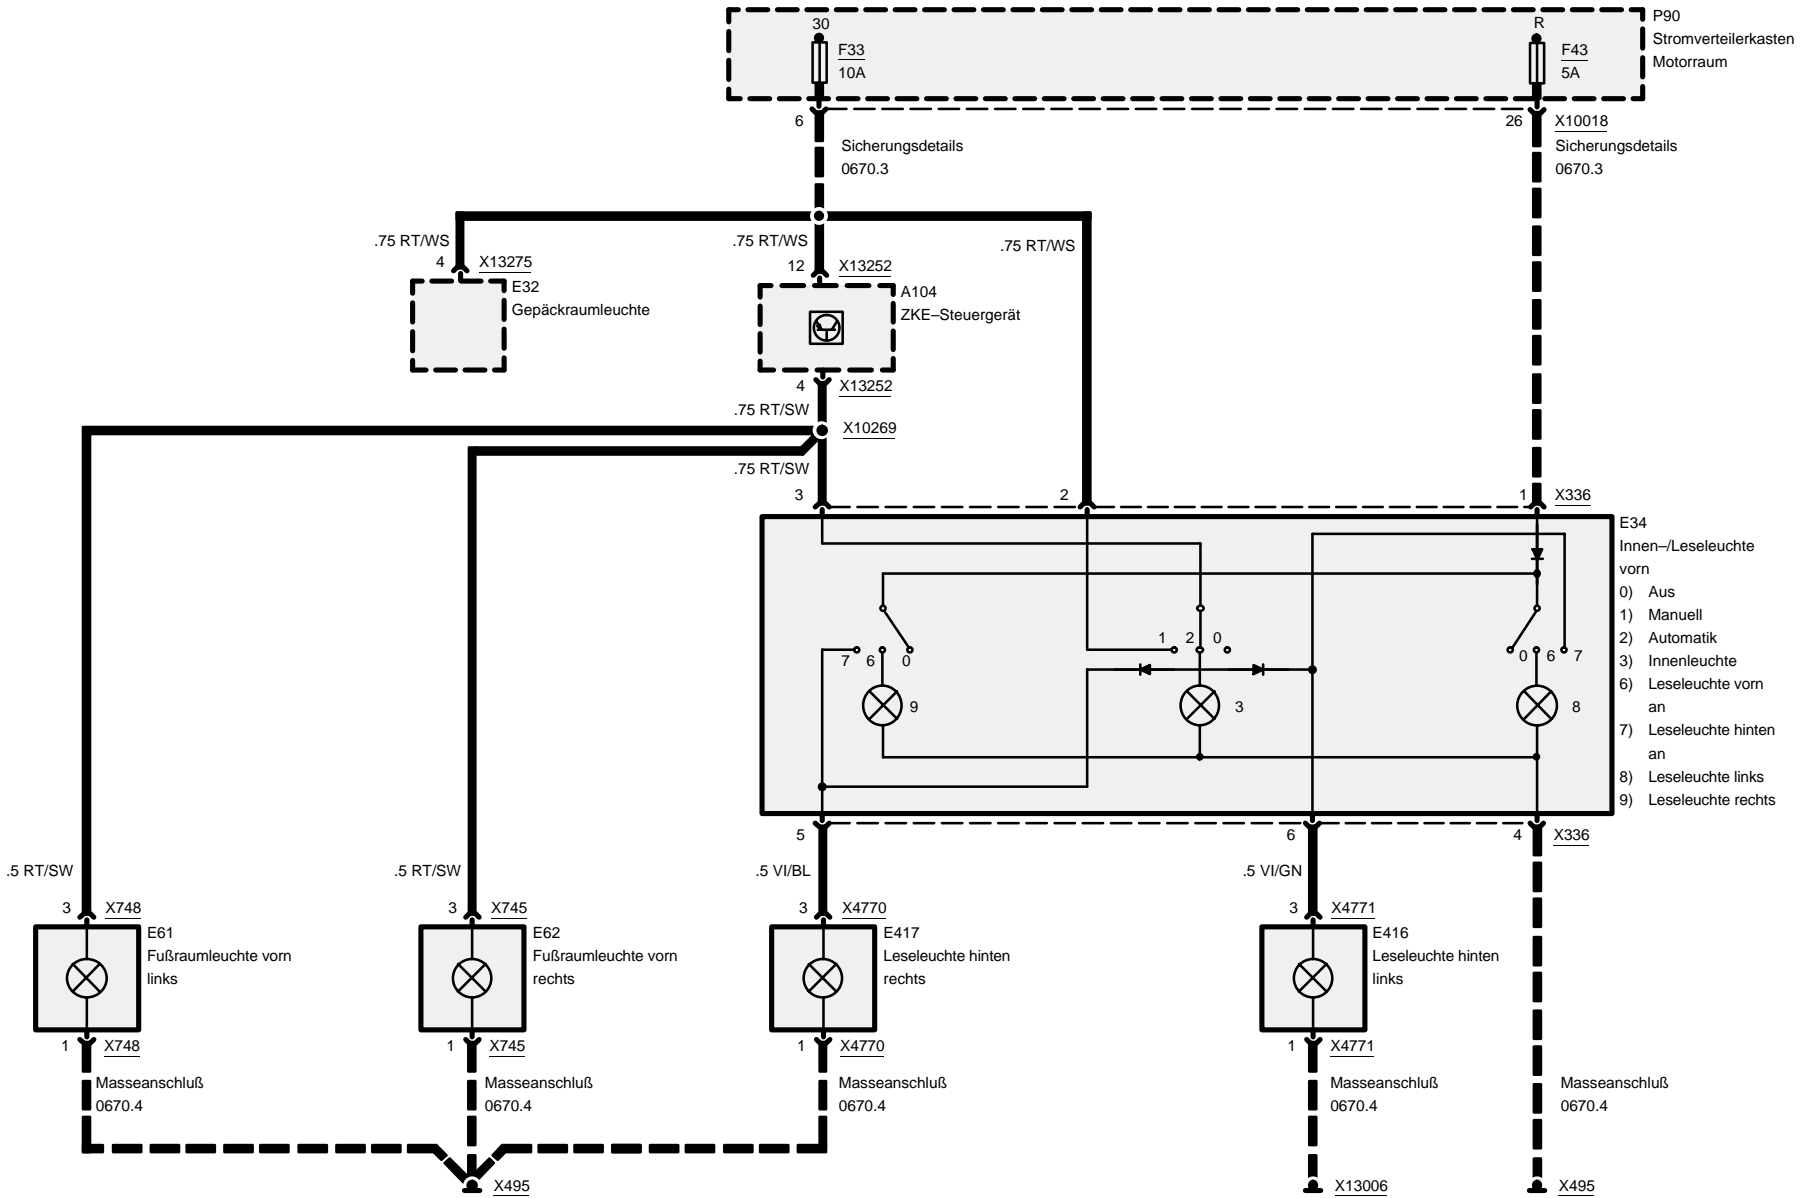 30
R
P90
Stromverteilerkasten
Motorraum
F33
10A
F43
5A
6
26
X10018
Sicherungsdetails
0670.3
Sicherungsdetails
0670.3
.75 RT/WS
.75 RT/WS
.75 RT/WS
4
X13275
12
X13252
E32
Gepäckraumleuchte
A104
ZKE–Steuergerät
4
X13252
.75 RT/SW
X10269
.75 RT/SW
3
2
1
X336
E34
Innen–/Leseleuchte
vorn
0) Aus
1) Manuell
2) Automatik
3) Innenleuchte
6) Leseleuchte vorn
an
7) Leseleuchte hinten
an
8) Leseleuchte links
9) Leseleuchte rechts
1 2 0
7 6 0
0 6 7
9
3
8
5
6
4
X336
.5 RT/SW
.5 RT/SW
.5 VI/BL
.5 VI/GN
3
X748
3
X745
3
X4770
3
X4771
E61
Fußraumleuchte vorn
links
E62
Fußraumleuchte vorn
rechts
E417
Leseleuchte hinten
rechts
E416
Leseleuchte hinten
links
1
X748
1
X745
1
X4770
1
X4771
Masseanschluß
0670.4
Masseanschluß
0670.4
Masseanschluß
0670.4
Masseanschluß
0670.4
Masseanschluß
0670.4
X495
X13006
X495